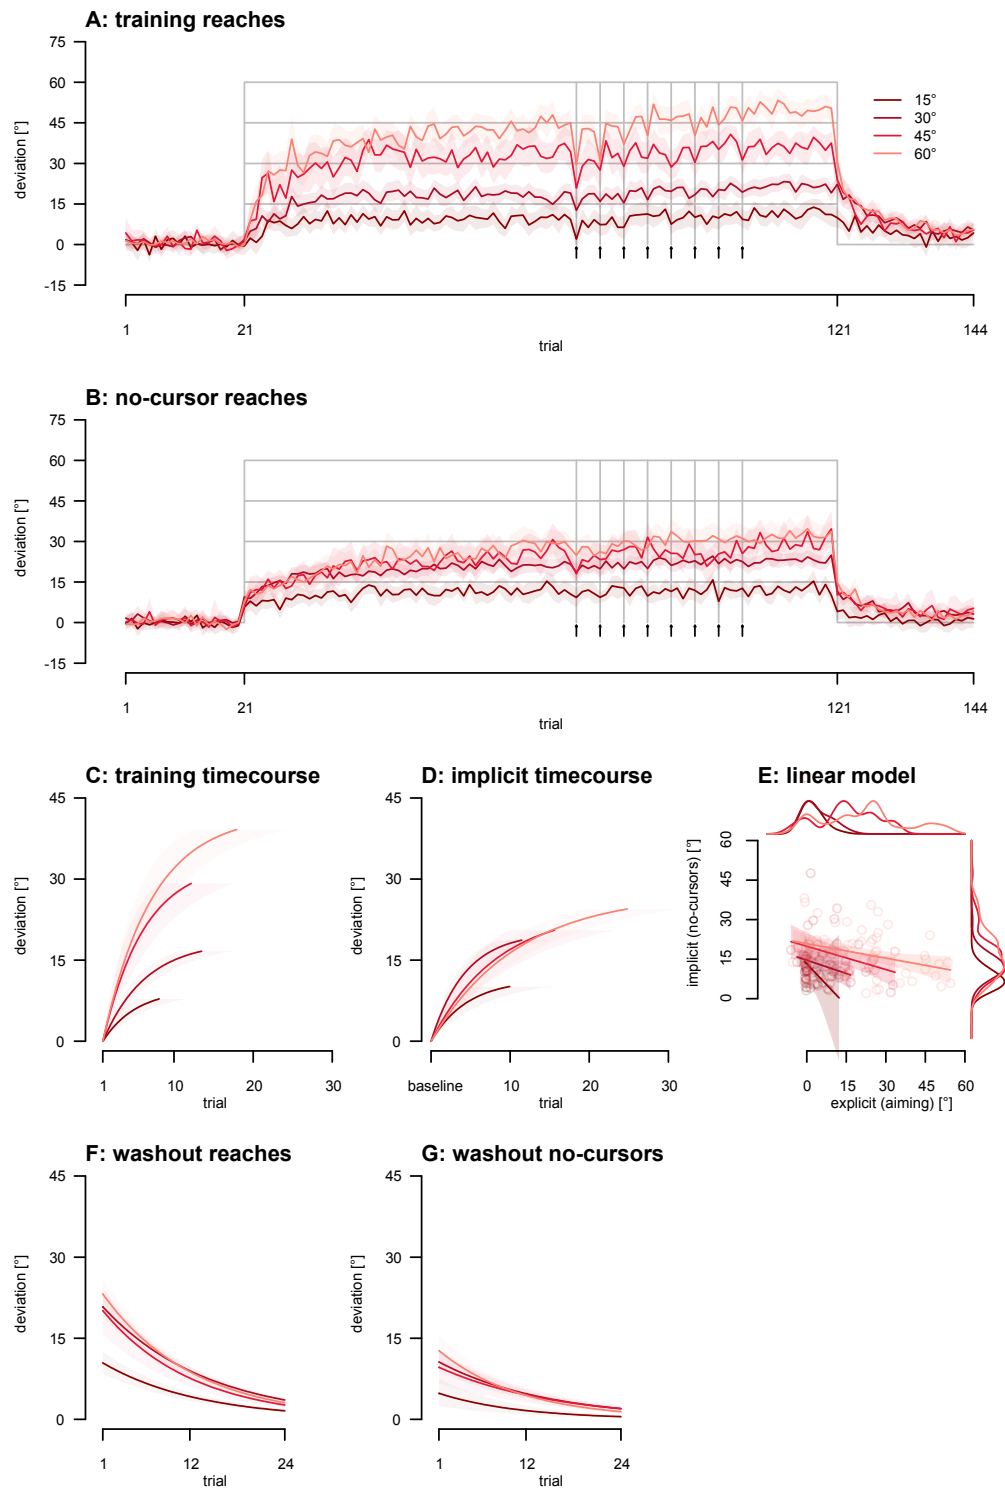 A: training reaches
75
60
45
30
15
0
-15
deviation [°]
15°
30°
45°
60°
1
21
121
144
trial
B: no-cursor reaches
75
60
45
30
15
0
-15
deviation [°]
1
21
121
144
trial
C: training timecourse
45
30
15
0
deviation [°]
1
10
20
30
trial
D: implicit timecourse
45
30
15
0
deviation [°]
baseline
10
20
30
trial
E: linear model
60
45
30
15
0
implicit (no-cursors) [°]
0
15
30
45
60
explicit (aiming) [°]
F: washout reaches
45
30
15
0
deviation [°]
1
12
24
trial
G: washout no-cursors
45
30
15
0
deviation [°]
1
12
24
trial